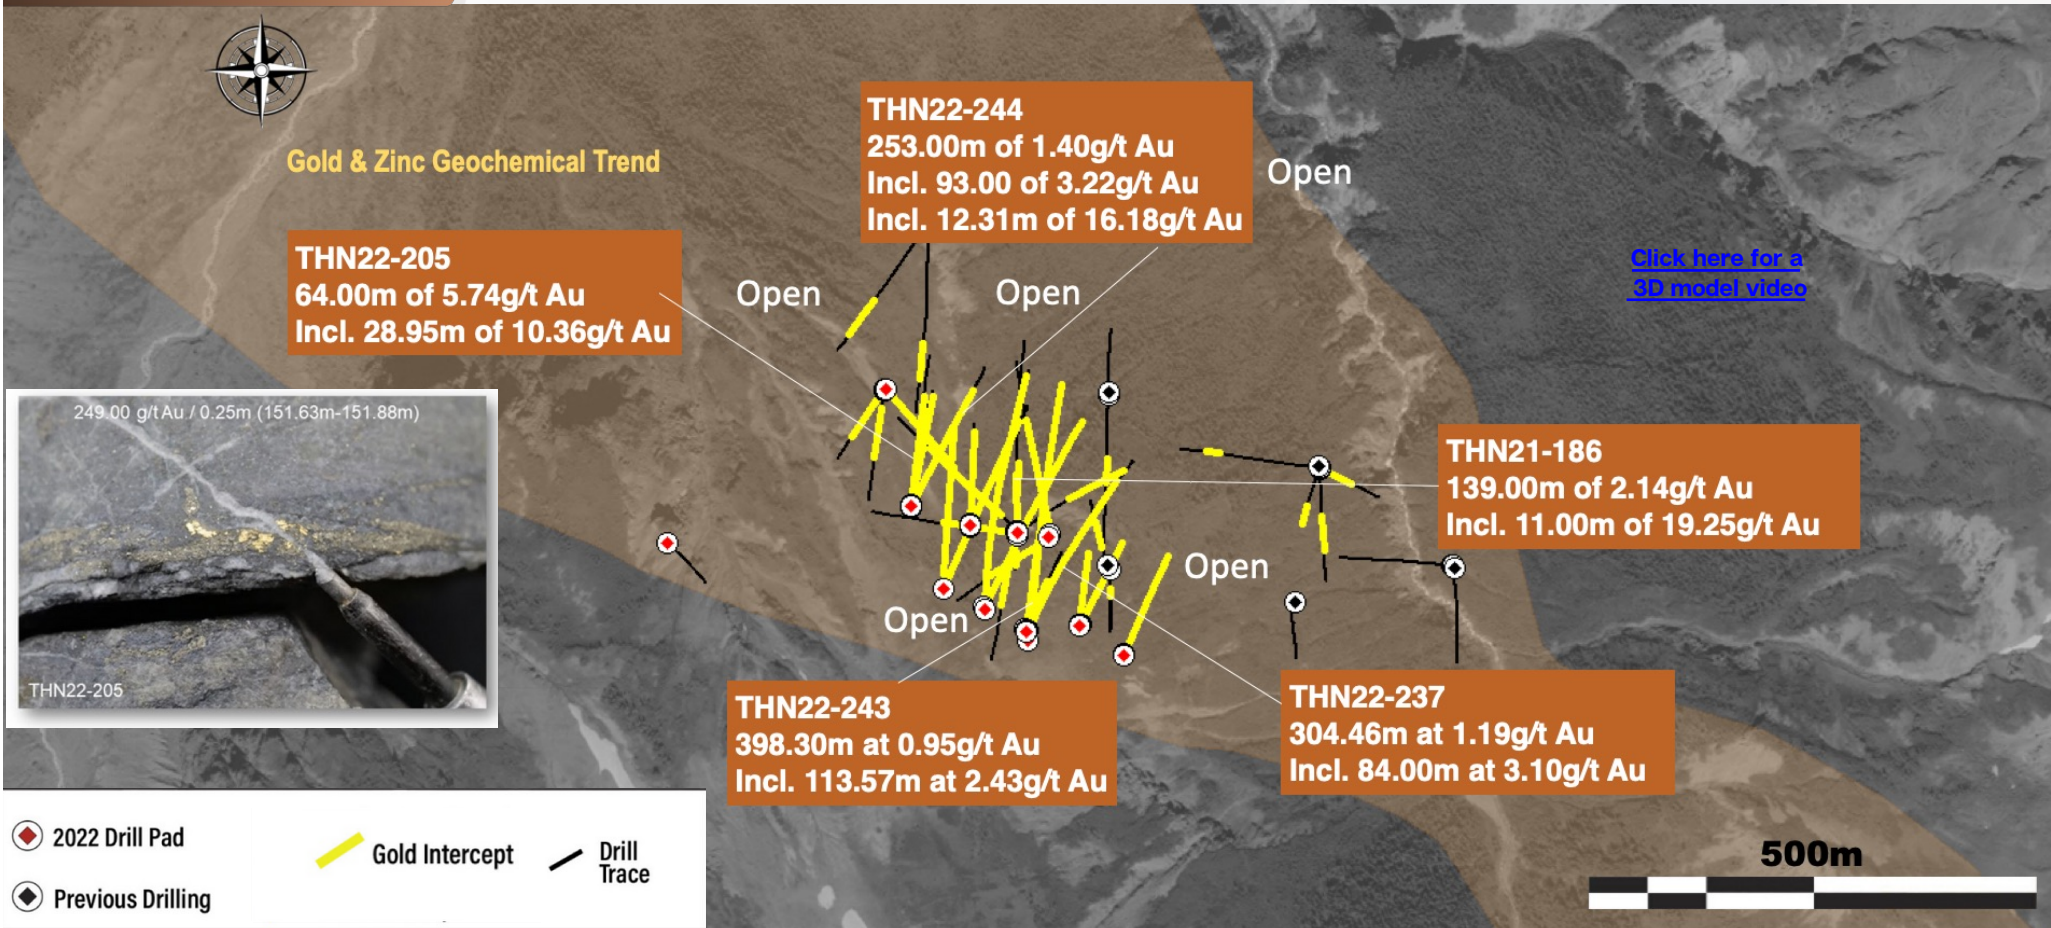 THN22-244
253.00m of 1.40g/t Au
Incl. 93.00 of 3.22g/t Au
Incl. 12.31m of 16.18g/t Au
Open
Gold & Zinc Geochemical Trend
THN22-205
64.00m of 5.74g/t Au
Incl. 28.95m of 10.36g/t Au
Open
Open
Click here for a
3D model video
249.00 g/t Au / 0.25m (151.63m-151.88m)
THN22-205
THN21-186
139.00m of 2.14g/t Au
Incl. 11.00m of 19.25g/t Au
Open
Open
THN22-243
398.30m at 0.95g/t Au
Incl. 113.57m at 2.43g/t Au
THN22-237
304.46m at 1.19g/t Au
Incl. 84.00m at 3.10g/t Au
2022 Drill Pad
Previous Drilling
Gold Intercept
Drill
Trace
500m